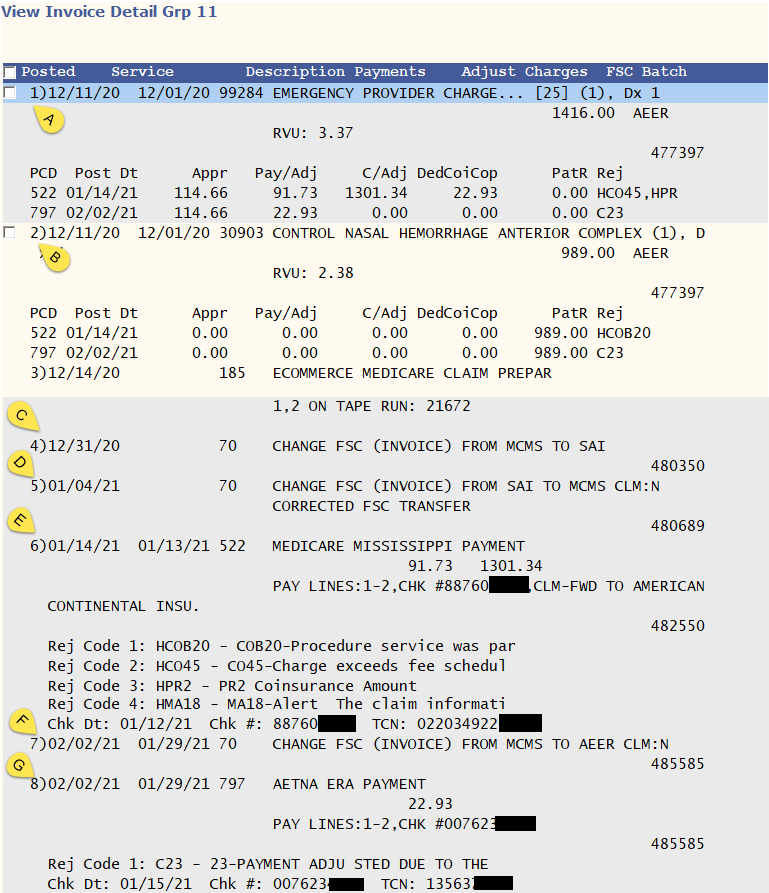 View Invoice Detail Grp 11
Posted Service Description Payments Adjust Charges FSC Batch
1)12/11/20 12/01/20 99284 EMERGENCY PROVIDER CHARGE... [25] (1), Dx 1
A
1416.00 AEER
RVU: 3.37
477397
PCD Post Dt Appr Pay/Adj C/Adj DedCoiCop PatR Rej
522 01/14/21 114.66 91.73 1301.34 22.93 0.00 HCO45,HPR
797 02/02/21 114.66 22.93 0.00 0.00 0.00 C23
2)12/11/20 12/01/20 30903 CONTROL NASAL HEMORRHAGE ANTERIOR COMPLEX (1), D
B
989.00 AEER
RVU: 2.38
477397
PCD Post Dt Appr Pay/Adj C/Adj DedCoiCop PatR Rej
522 01/14/21 0.00 0.00 0.00 0.00 989.00 HCOB20
797 02/02/21 0.00 0.00 0.00 0.00 989.00 C23
3)12/14/20 185 ECOMMERCE MEDICARE CLAIM PREPAR
1,2 ON TAPE RUN: 21672
C
4)12/31/20 70 CHANGE FSC (INVOICE) FROM MCMS TO SAI
D
480350
5)01/04/21 70 CHANGE FSC (INVOICE) FROM SAI TO MCMS CLM:N
CORRECTED FSC TRANSFER
E
480689
6)01/14/21 01/13/21 522 MEDICARE MISSISSIPPI PAYMENT
91.73 1301.34
PAY LINES:1-2,CHK #88760 ,CLM-FWD TO AMERICAN
CONTINENTAL INSU.
482550
Rej Code 1: HCOB20 - COB20-Procedure service was par
Rej Code 2: HCO45 - CO45-Charge exceeds fee schedul
Rej Code 3: HPR2 - PR2 Coinsurance Amount
Rej Code 4: HMA18 - MA18-Alert The claim informati
F
Chk Dt: 01/12/21 Chk #: 88760 TCN: 022034922
7)02/02/21 01/29/21 70 CHANGE FSC (INVOICE) FROM MCMS TO AEER CLM:N
G
485585
8)02/02/21 01/29/21 797 AETNA ERA PAYMENT
22.93
PAY LINES:1-2,CHK #007623
485585
Rej Code 1: C23 - 23-PAYMENT ADJU STED DUE TO THE
Chk Dt: 01/15/21 Chk #: 007623 TCN: 13563